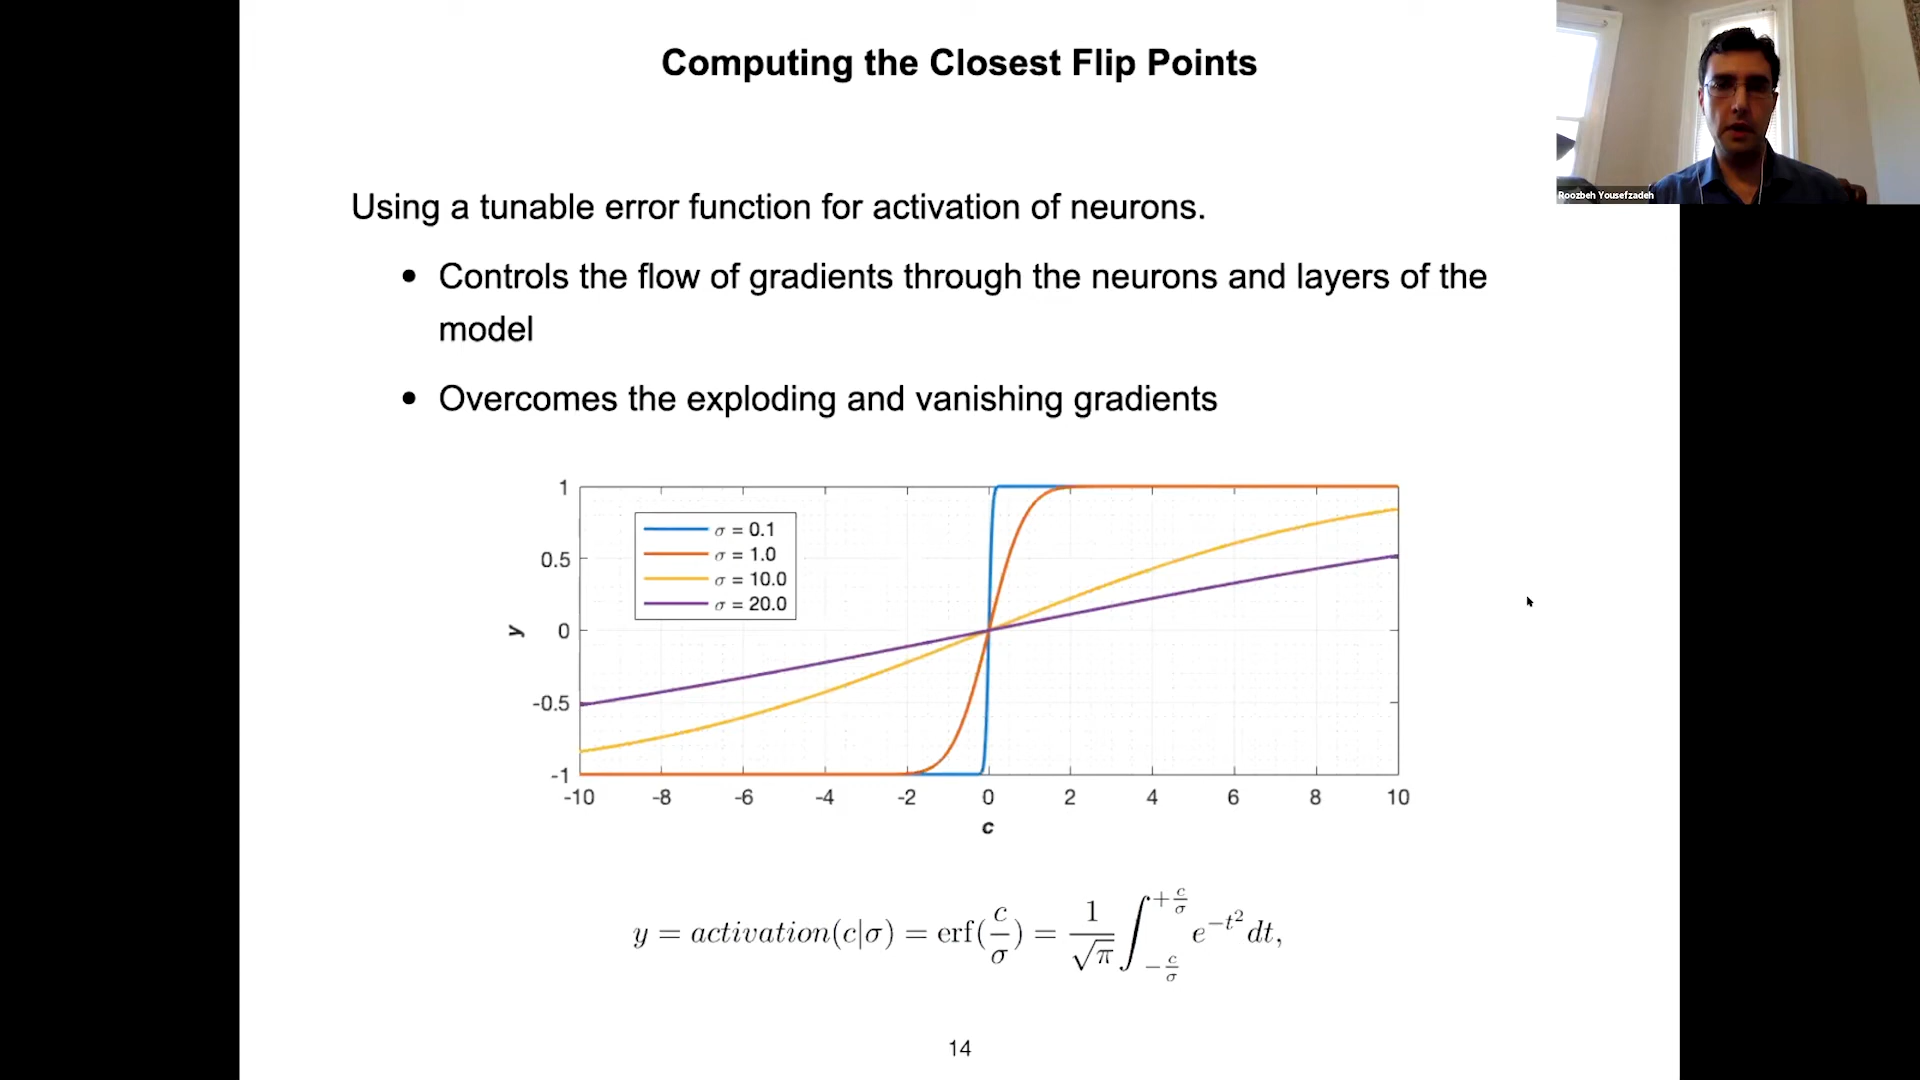 Computing the Closest Flip Points
Roozbeh Yousefzadeh
Using a tunable error function for activation of neurons.
• Controls the flow of gradients through the neurons and layers of the
model
• Overcomes the exploding and vanishing gradients
1
0.5
0
-0.5
-1
y
σ = 0.1
σ = 1.0
σ = 10.0
σ = 20.0
-10 -8 -6 -4 -2 0 2 4 6 8 10
c
y = activation(c|σ) = erf(c/σ) = 1/√π ∫_{-c/σ}^{+c/σ} e^{-t²} dt,
14